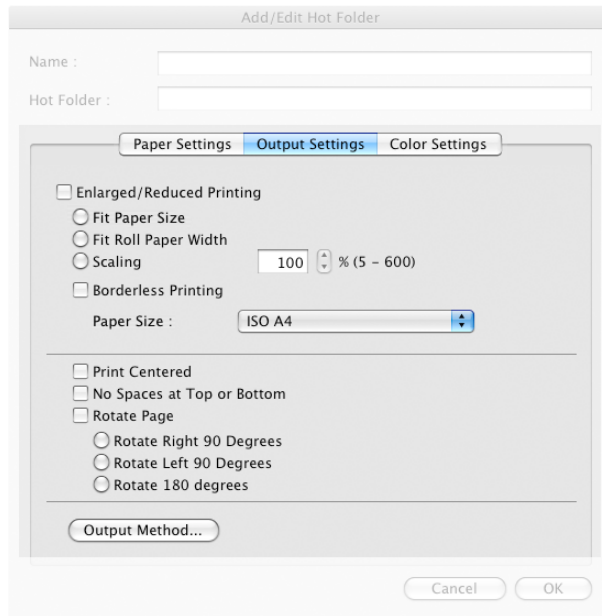 Add/Edit Hot Folder
Name :
Hot Folder :
Paper Settings Output Settings Color Settings
Enlarged/Reduced Printing
Fit Paper Size
Fit Roll Paper Width
Scaling 100 % (5 – 600)
Borderless Printing
Paper Size : ISO A4
Print Centered
No Spaces at Top or Bottom
Rotate Page
Rotate Right 90 Degrees
Rotate Left 90 Degrees
Rotate 180 degrees
Output Method...
Cancel OK